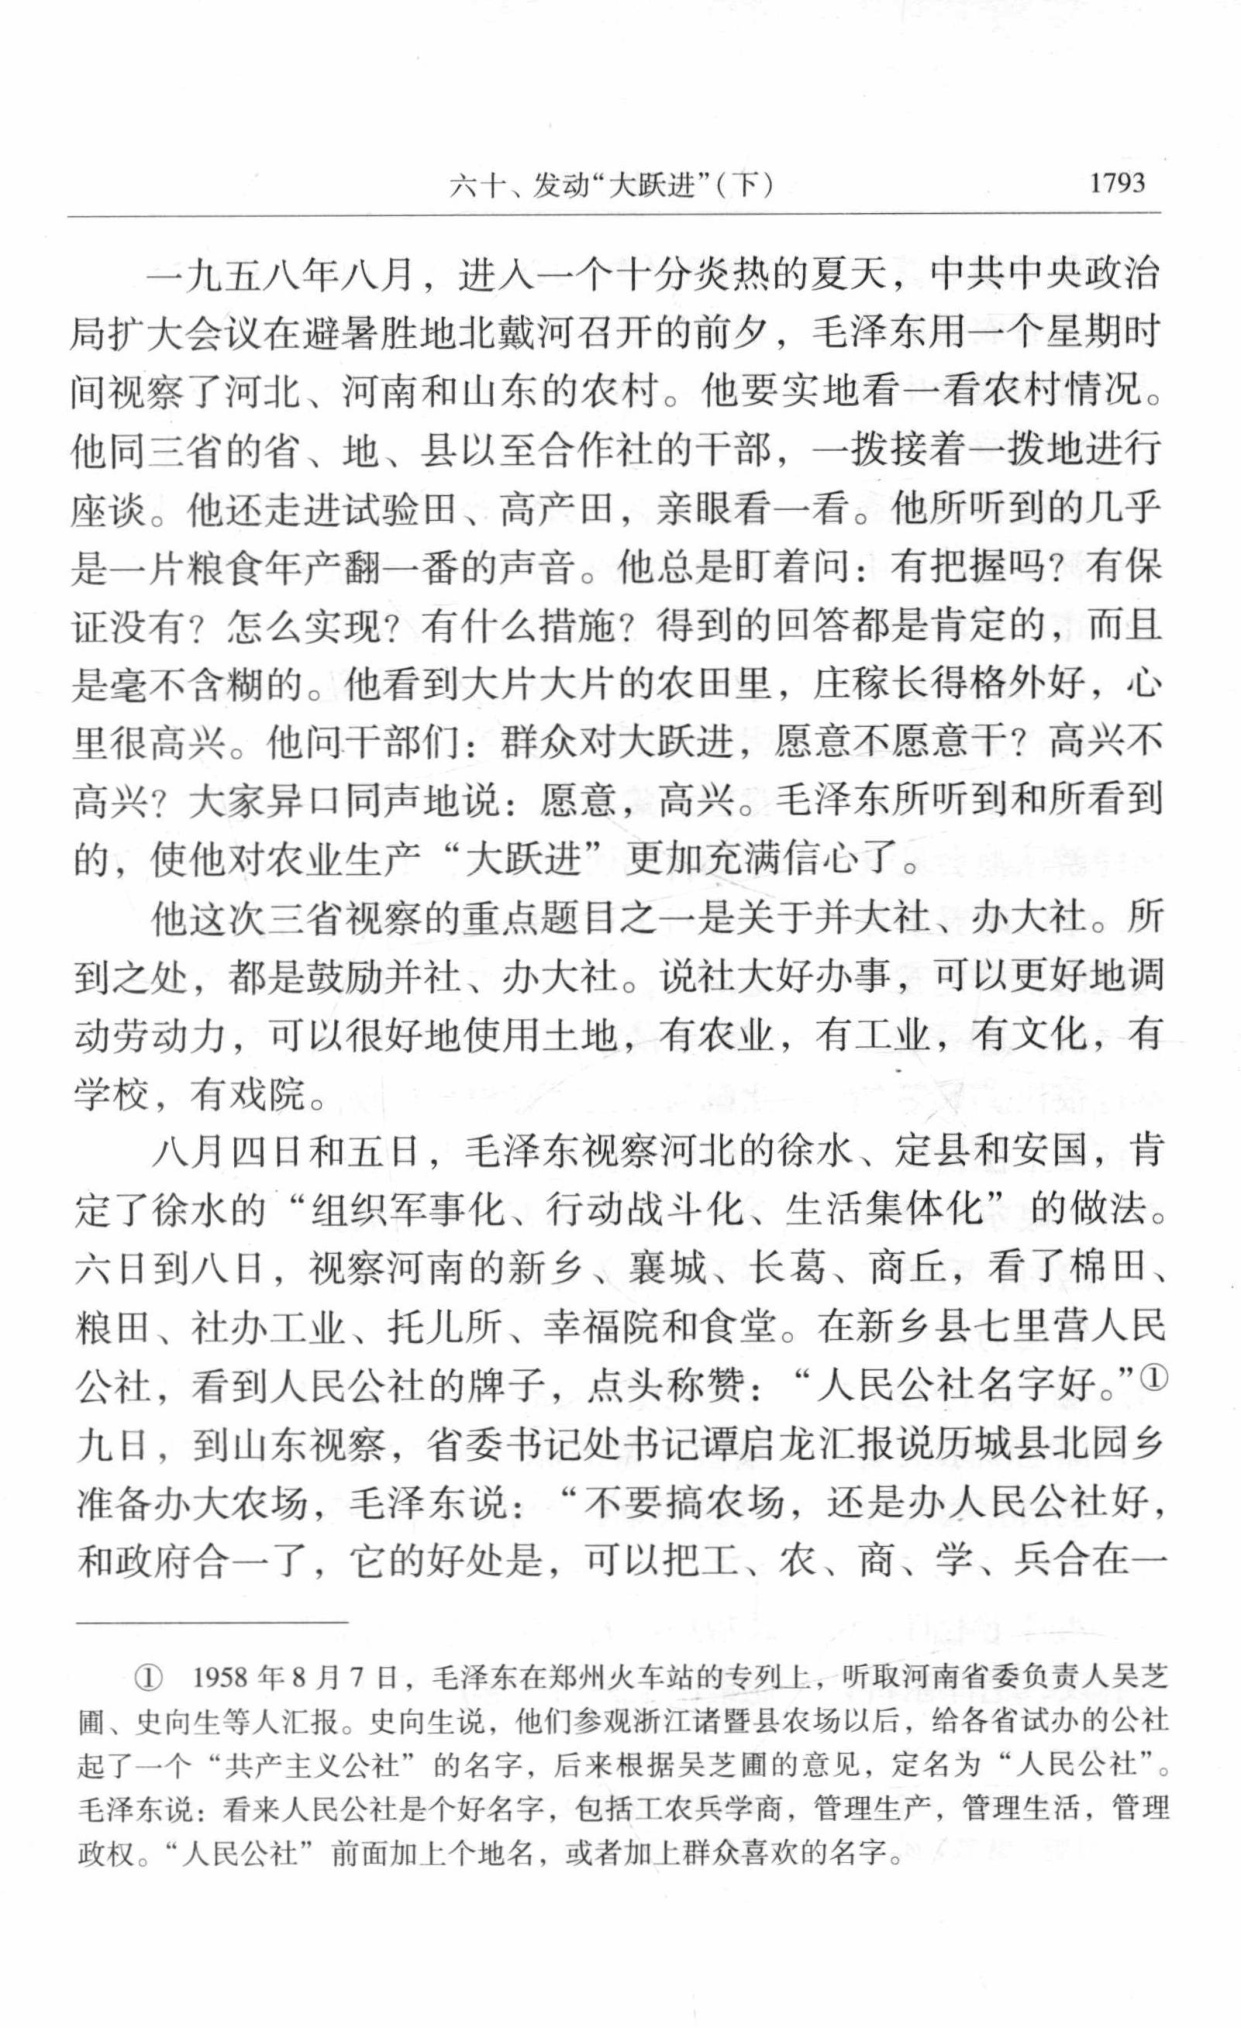 六十、发动“大跃进”（下）
1793
一九五八年八月，进入一个十分炎热的夏天，中共中央政治
局扩大会议在避暑胜地北戴河召开的前夕，毛泽东用一个星期时
间视察了河北、河南和山东的农村。他要实地看一看农村情况。
他同三省的省、地、县以至合作社的干部，一拨接着一拨地进行
座谈。他还走进试验田、高产田，亲眼看一看。他所听到的几乎
是一片粮食年产翻一番的声音。他总是盯着问：有把握吗？有保
证没有？怎么实现？有什么措施？得到的回答都是肯定的，而且
是毫不含糊的。他看到大片大片的农田里，庄稼长得格外好，心
里很高兴。他问干部们：群众对大跃进，愿意不愿意干？高兴不
高兴？大家异口同声地说：愿意，高兴。毛泽东所听到和所看到
的，使他对农业生产“大跃进”更加充满信心了。
他这次三省视察的重点题目之一是关于并大社、办大社。所
到之处，都是鼓励并社、办大社。说社大好办事，可以更好地调
动劳动力，可以很好地使用土地，有农业，有工业，有文化，有
学校，有戏院。
八月四日和五日，毛泽东视察河北的徐水、定县和安国，肯
定了徐水的“组织军事化、行动战斗化、生活集体化”的做法。
六日到八日，视察河南的新乡、襄城、长葛、商丘，看了棉田、
粮田、社办工业、托儿所、幸福院和食堂。在新乡县七里营人民
公社，看到人民公社的牌子，点头称赞：“人民公社名字好。”①
九日，到山东视察，省委书记处书记谭启龙汇报说历城县北园乡
准备办大农场，毛泽东说：“不要搞农场，还是办人民公社好，
和政府合一了，它的好处是，可以把工、农、商、学、兵合在一
① 1958年8月7日，毛泽东在郑州火车站的专列上，听取河南省委负责人吴芝
圃、史向生等人汇报。史向生说，他们参观浙江诸暨县农场以后，给各省试办的公社
起了一个“共产主义公社”的名字，后来根据吴芝圃的意见，定名为“人民公社”。
毛泽东说：看来人民公社是个好名字，包括工农兵学商，管理生产，管理生活，管理
政权。“人民公社”前面加上个地名，或者加上群众喜欢的名字。